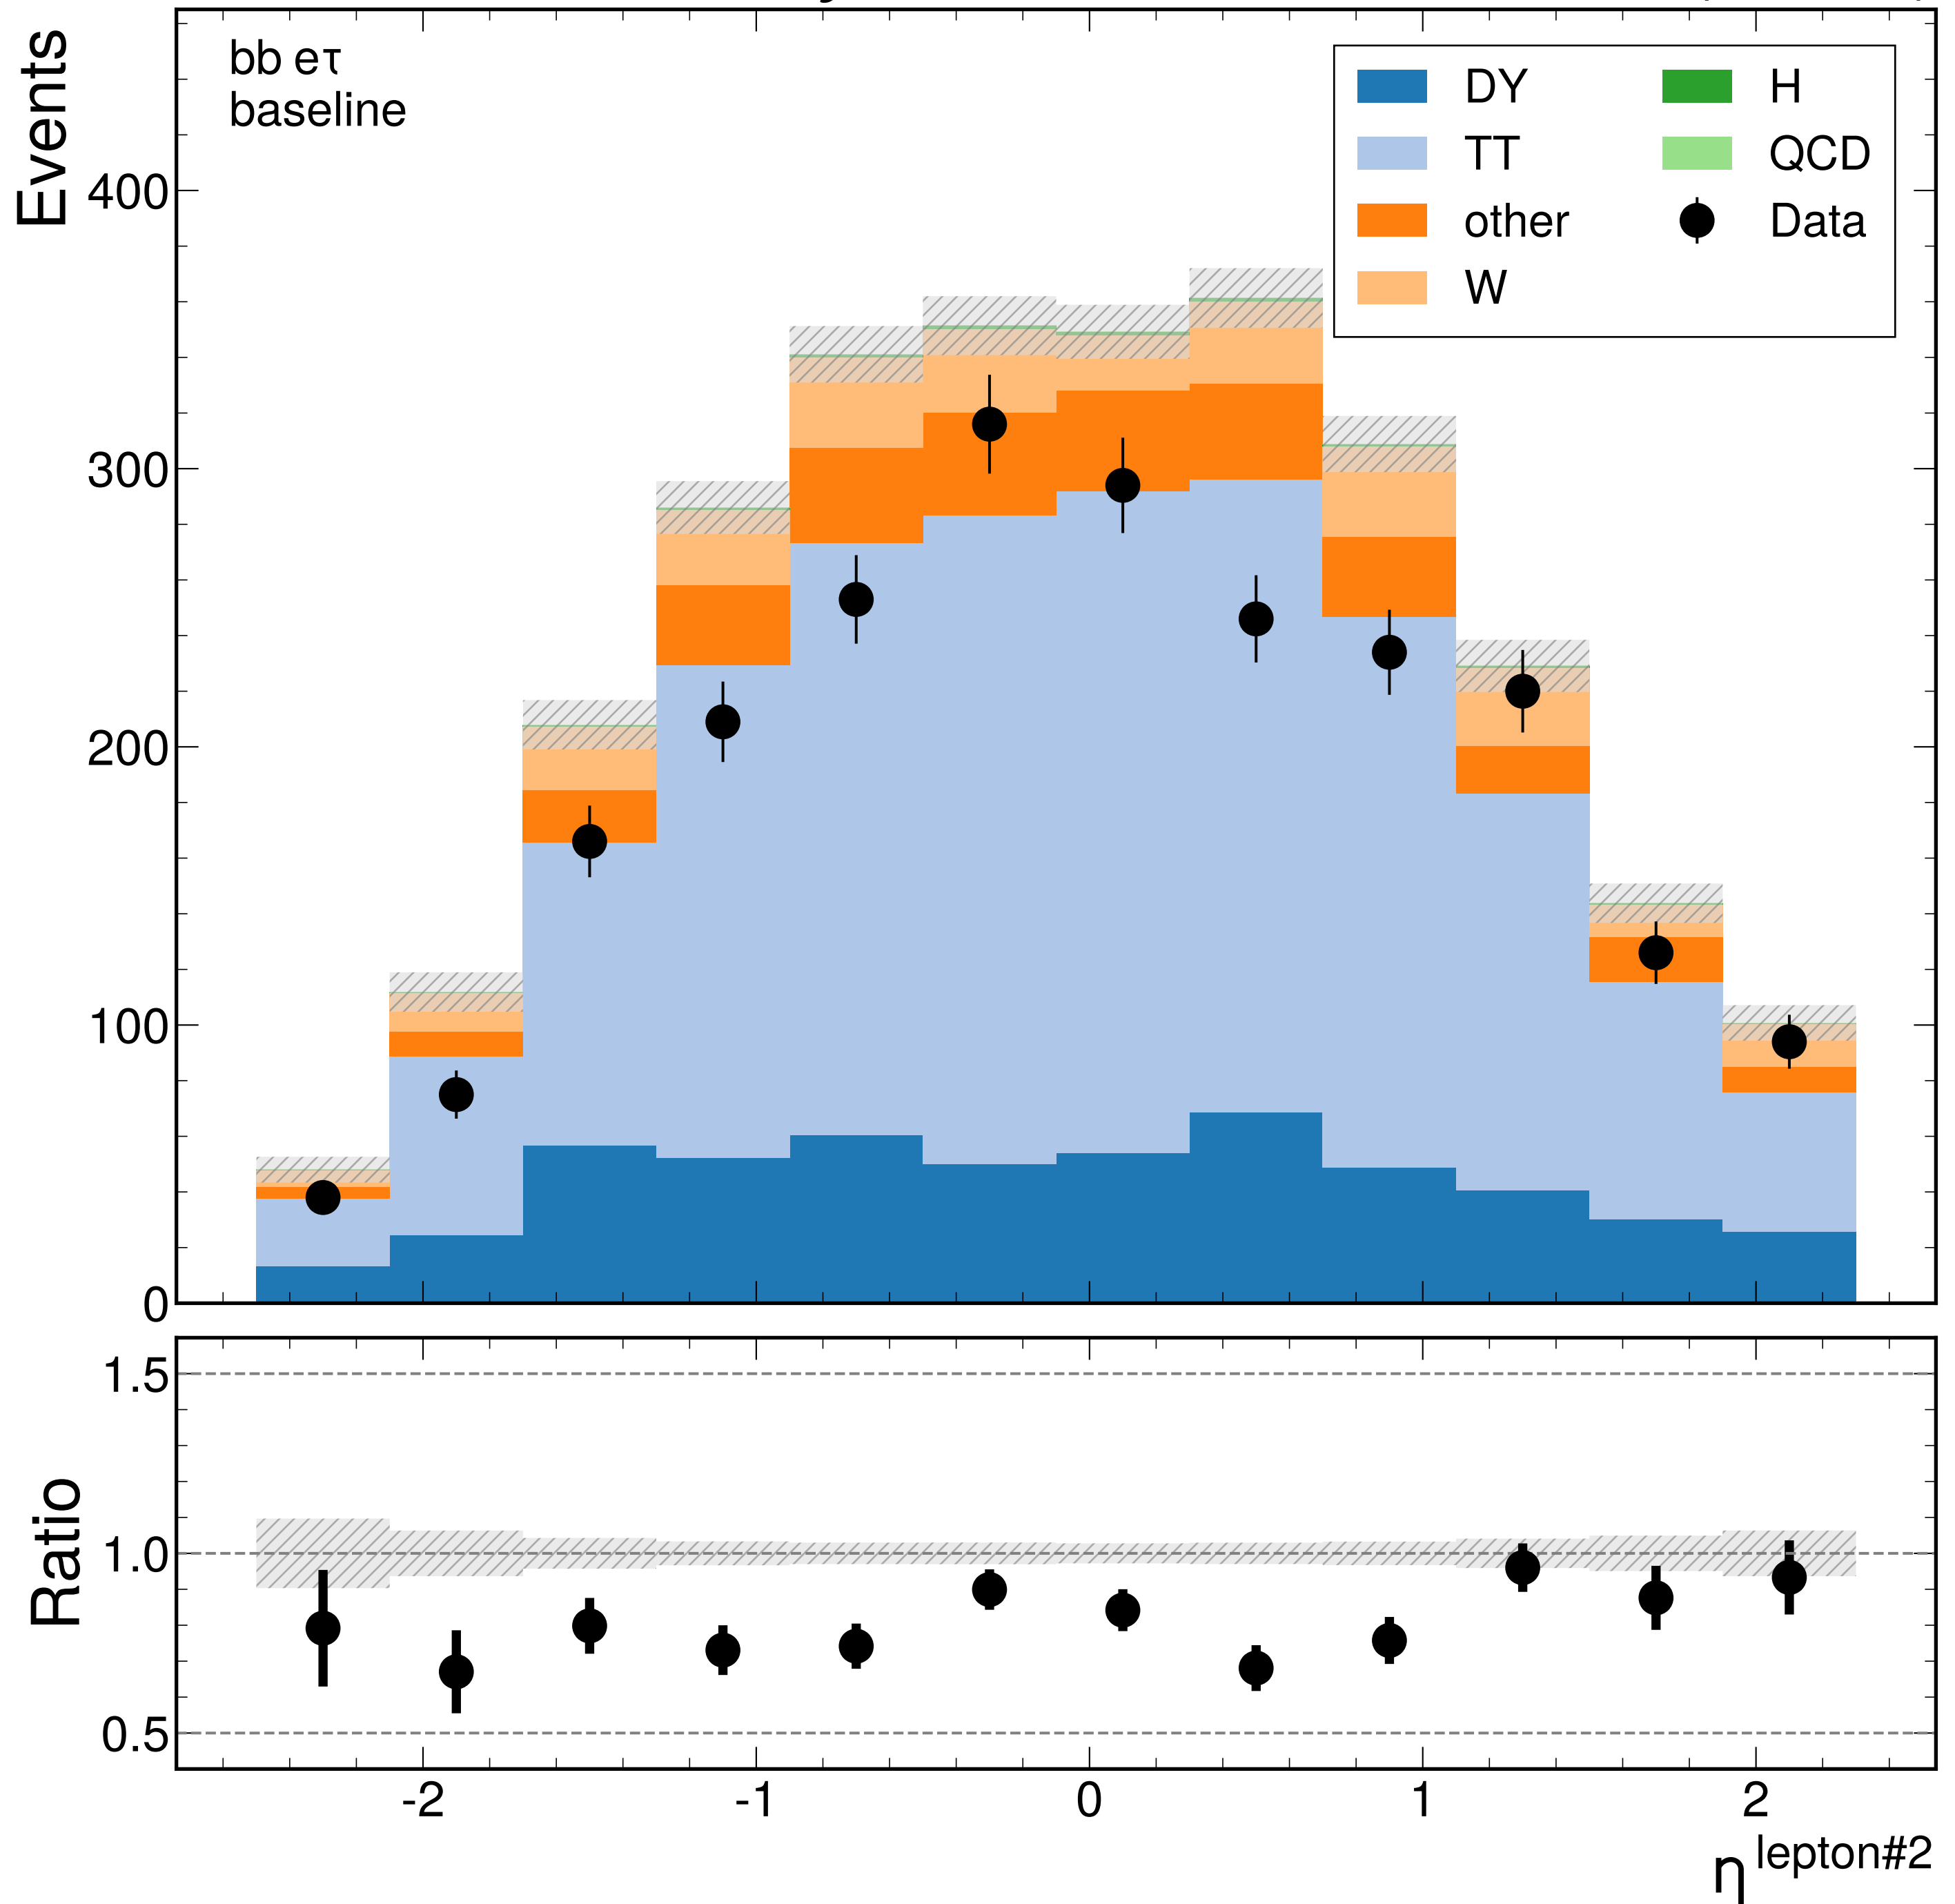 Events
bb eτ
baseline
DY
TT
other
W
H
QCD
Data
400
300
200
100
0
Ratio
1.5
1.0
0.5
-2 -1 0 1 2
η lepton#2